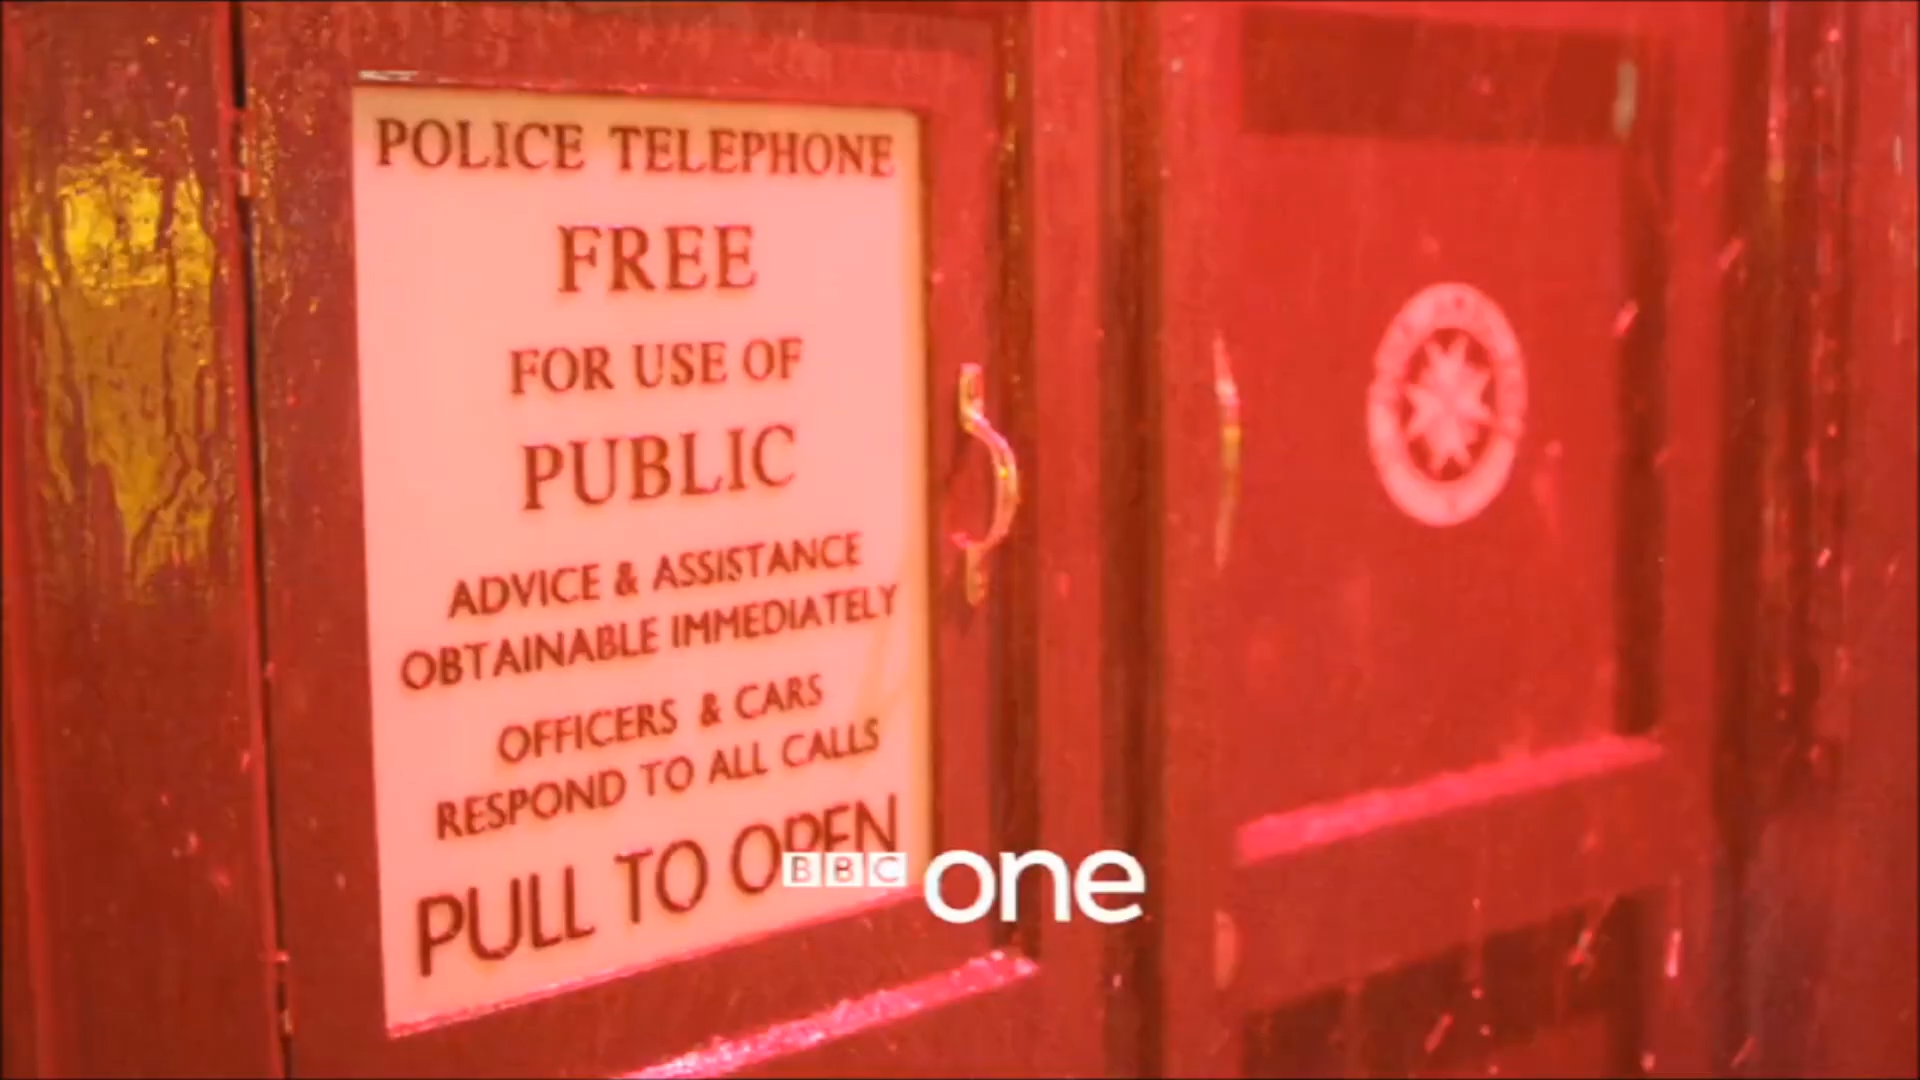 POLICE TELEPHONE
FREE
FOR USE OF
PUBLIC
ADVICE & ASSISTANCE
OBTAINABLE IMMEDIATELY
OFFICERS & CARS
RESPOND TO ALL CALLS
PULL TO OPEN
BBC one